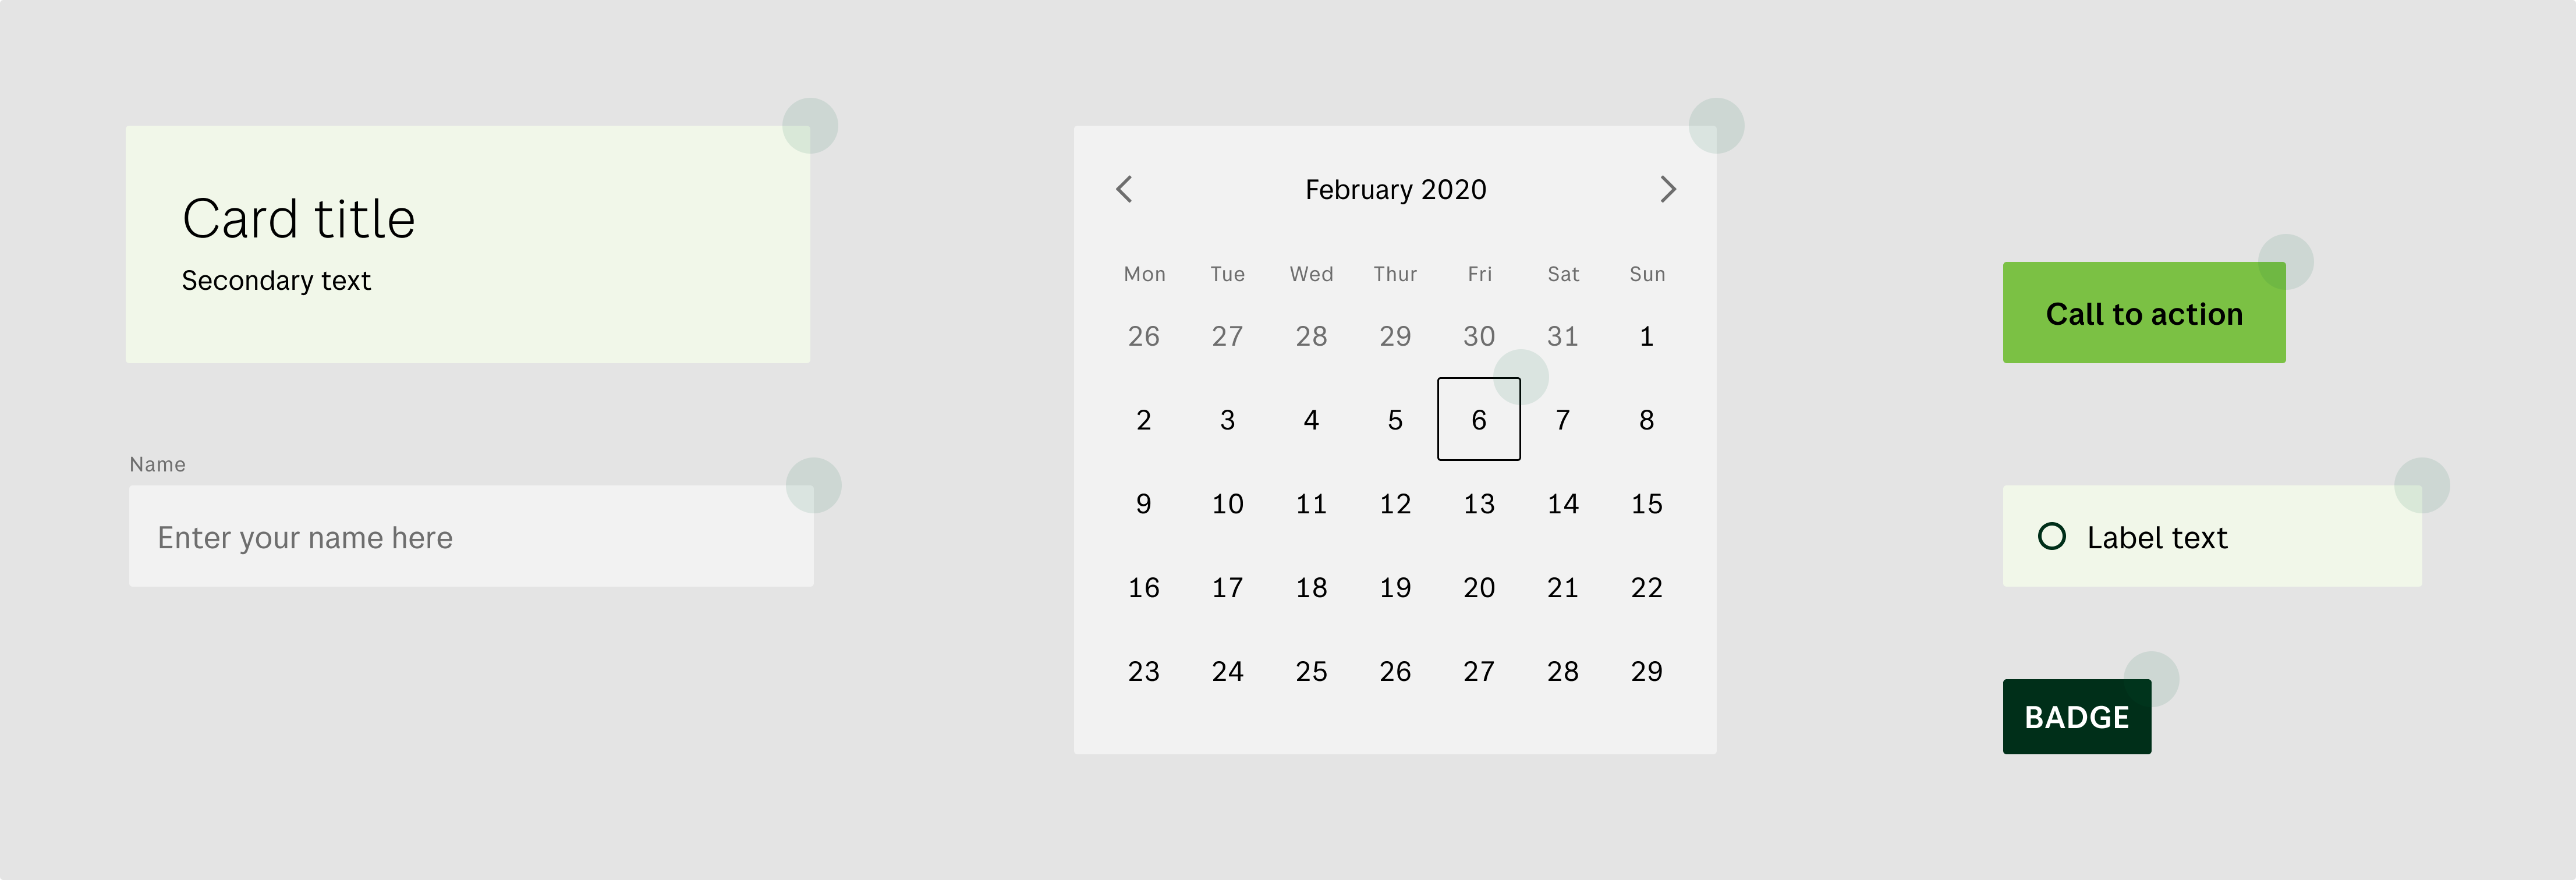 Card title
Secondary text
Name
Enter your name here
February 2020
Mon Tue Wed Thur Fri Sat Sun
26 27 28 29 30 31 1
2 3 4 5 6 7 8
9 10 11 12 13 14 15
16 17 18 19 20 21 22
23 24 25 26 27 28 29
Call to action
Label text
BADGE